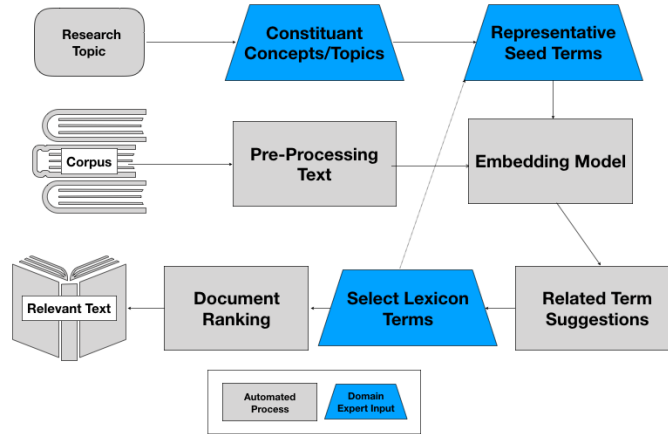 Research
Topic
Constituant
Concepts/Topics
Representative
Seed Terms
Corpus
Pre-Processing
Text
Embedding Model
Relevant Text
Document
Ranking
Select Lexicon
Terms
Related Term
Suggestions
Automated
Process
Domain
Expert Input